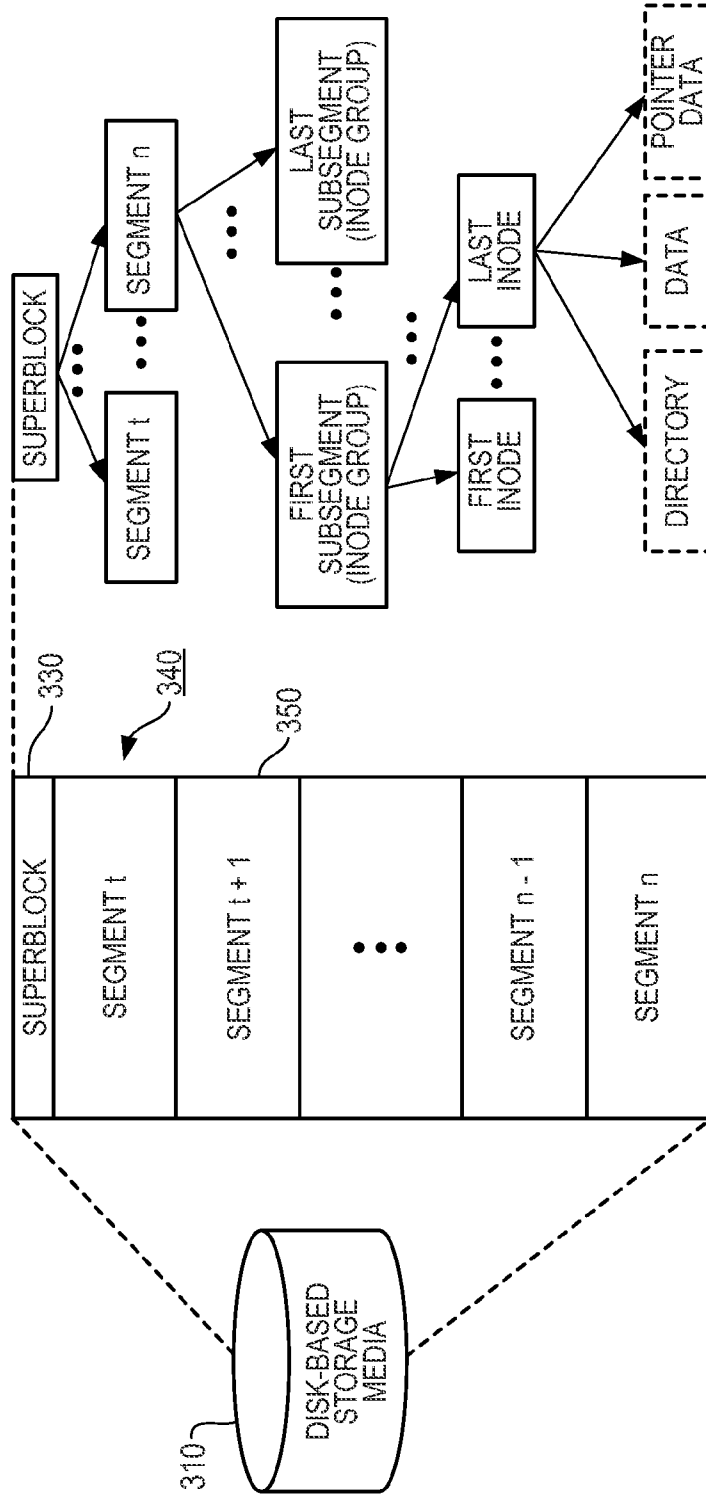 310
DISK-BASED
STORAGE
MEDIA
SUPERBLOCK
330
SEGMENT t
340
SEGMENT t + 1
350
•••
SEGMENT n - 1
SEGMENT n
SUPERBLOCK
•••
SEGMENT t
•••
SEGMENT n
•••
FIRST
SUBSEGMENT
(INODE GROUP)
•••
LAST
SUBSEGMENT
(INODE GROUP)
•••
FIRST
INODE
•••
LAST
INODE
DIRECTORY
DATA
POINTER
DATA